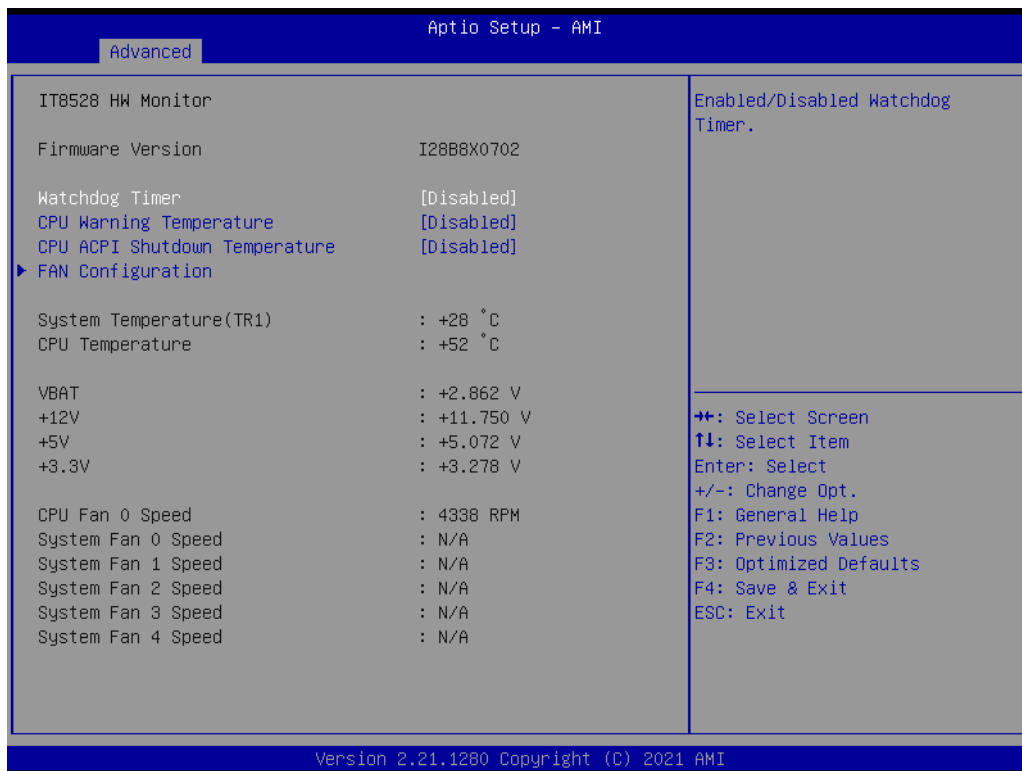 Aptio Setup – AMI
Advanced
IT8528 HW Monitor
Firmware Version I28B8X0702
Watchdog Timer [Disabled]
CPU Warning Temperature [Disabled]
CPU ACPI Shutdown Temperature [Disabled]
FAN Configuration
System Temperature(TR1) : +28 °C
CPU Temperature : +52 °C
VBAT : +2.862 V
+12V : +11.750 V
+5V : +5.072 V
+3.3V : +3.278 V
CPU Fan 0 Speed : 4338 RPM
System Fan 0 Speed : N/A
System Fan 1 Speed : N/A
System Fan 2 Speed : N/A
System Fan 3 Speed : N/A
System Fan 4 Speed : N/A
Enabled/Disabled Watchdog
Timer.
→←: Select Screen
↑↓: Select Item
Enter: Select
+/-: Change Opt.
F1: General Help
F2: Previous Values
F3: Optimized Defaults
F4: Save & Exit
ESC: Exit
Version 2.21.1280 Copyright (C) 2021 AMI